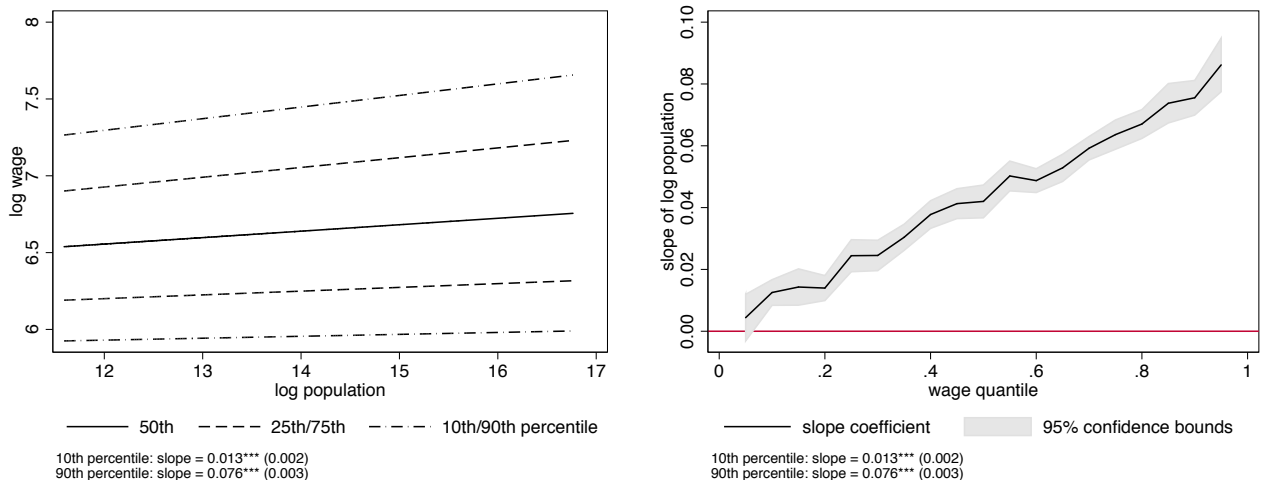 log wage
8
7.5
7
6.5
6
12 13 14 15 16 17
log population
50th 25th/75th 10th/90th percentile
10th percentile: slope = 0.013*** (0.002)
90th percentile: slope = 0.076*** (0.003)
slope of log population
0.10
0.08
0.06
0.04
0.02
0.00
0 .2 .4 .6 .8 1
wage quantile
slope coefficient 95% confidence bounds
10th percentile: slope = 0.013*** (0.002)
90th percentile: slope = 0.076*** (0.003)